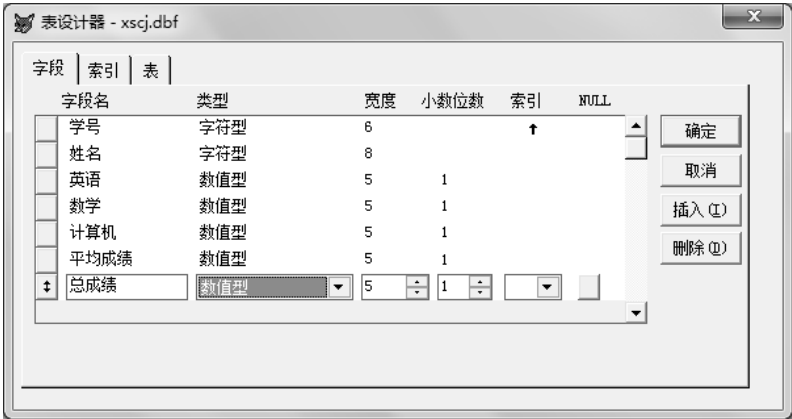 表设计器 - xscj.dbf
X
字段 索引 表
字段名 类型 宽度 小数位数 索引 NULL
学号 字符型 6 ↑
姓名 字符型 8
英语 数值型 5 1
数学 数值型 5 1
计算机 数值型 5 1
平均成绩 数值型 5 1
总成绩 数值型 5 1
确定
取消
插入(I)
删除(D)